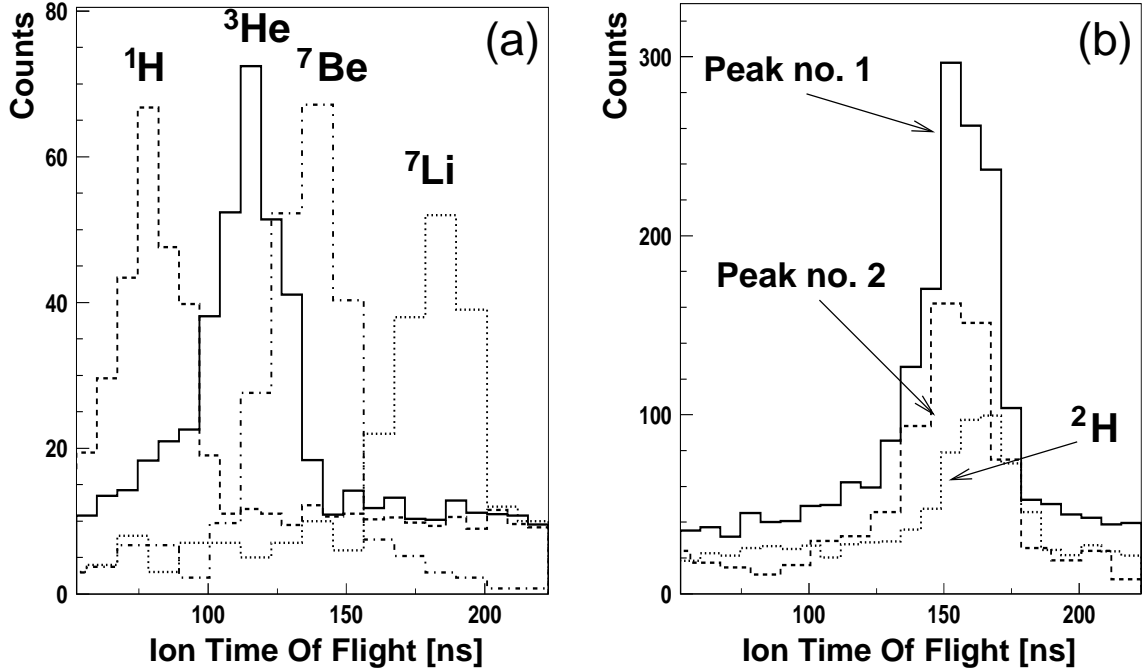 (a)
Counts
80
60
40
20
0
¹H
³He
⁷Be
⁷Li
100
150
200
Ion Time Of Flight [ns]
(b)
Counts
300
200
100
0
Peak no. 1
Peak no. 2
²H
100
150
200
Ion Time Of Flight [ns]